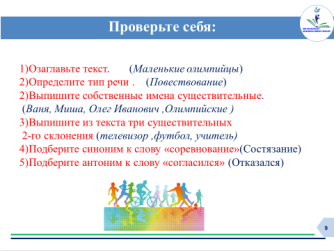 Проверьте себя:
1)Озаглавьте текст. (Маленькие олимпийцы)
2)Определите тип речи . (Повествование)
2)Выпишите собственные имена существительные.
(Ваня, Миша, Олег Иванович ,Олимпийские )
3)Выпишите из текста три существительных
2-го склонения (телевизор ,футбол, учитель)
4)Подберите синоним к слову «соревнование»(Состязание)
5)Подберите антоним к слову «согласился» (Отказался)